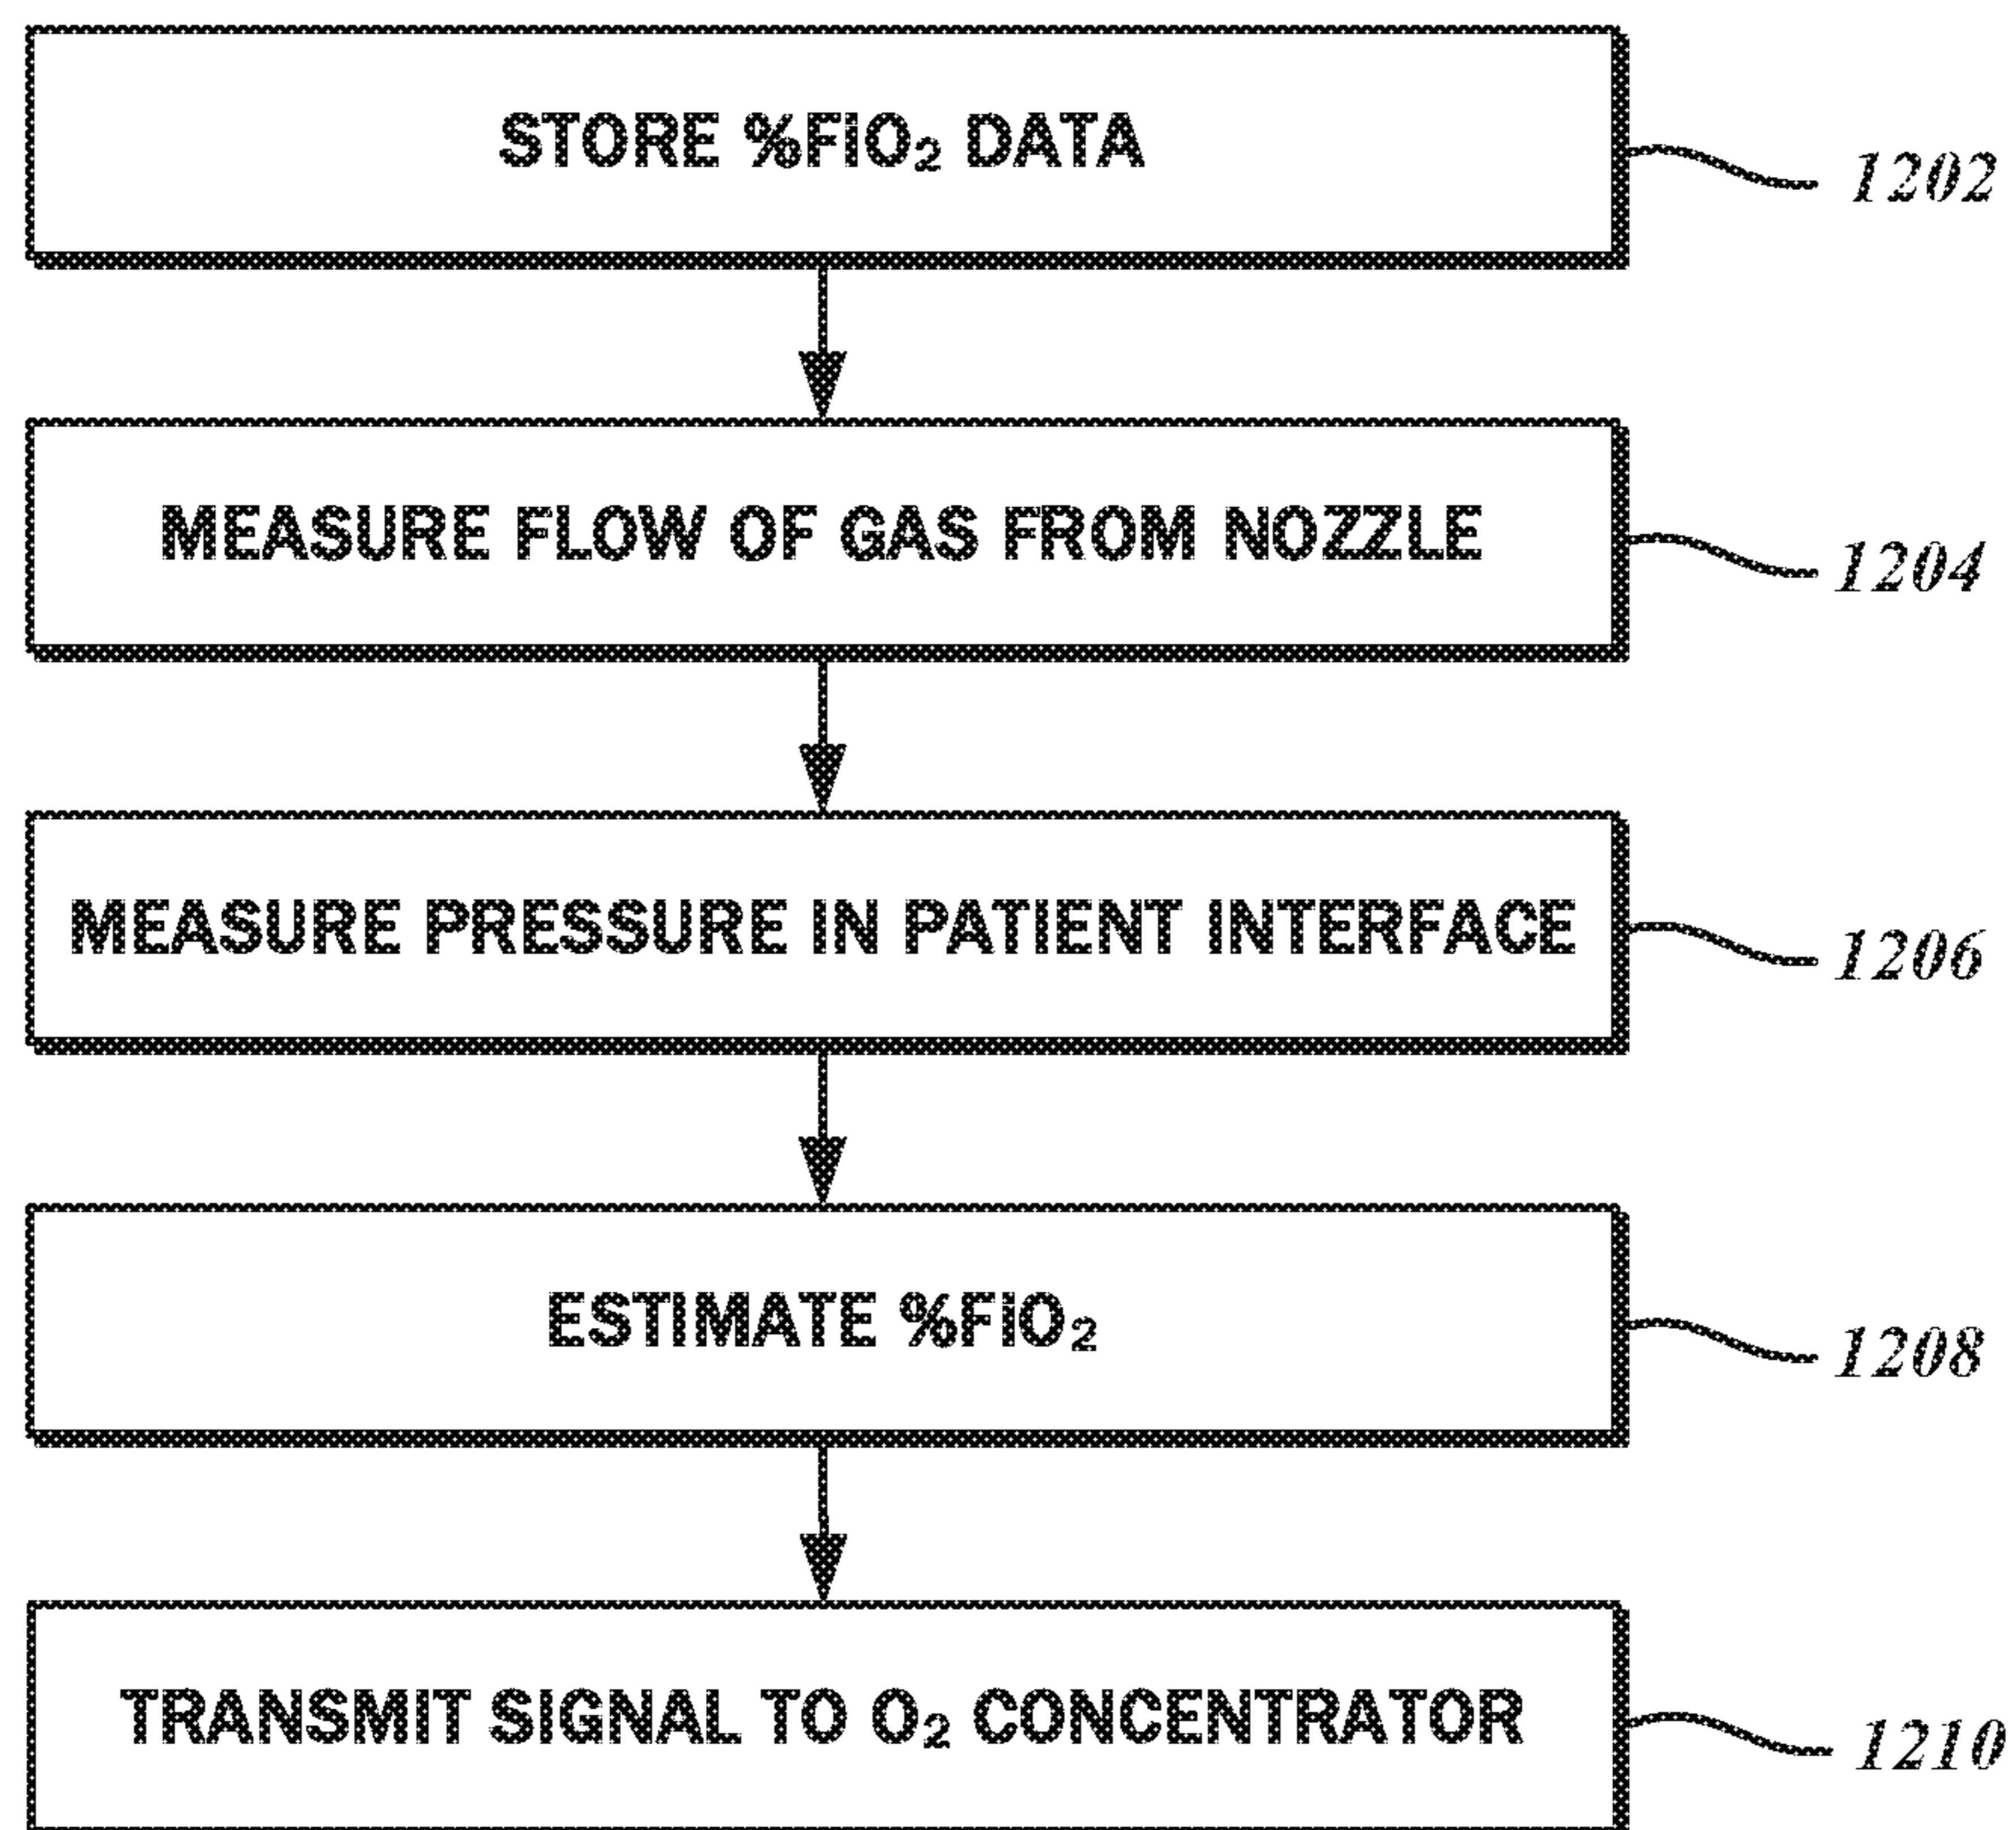 STORE %FiO₂ DATA
1202
MEASURE FLOW OF GAS FROM NOZZLE
1204
MEASURE PRESSURE IN PATIENT INTERFACE
1206
ESTIMATE %FiO₂
1208
TRANSMIT SIGNAL TO O₂ CONCENTRATOR
1210